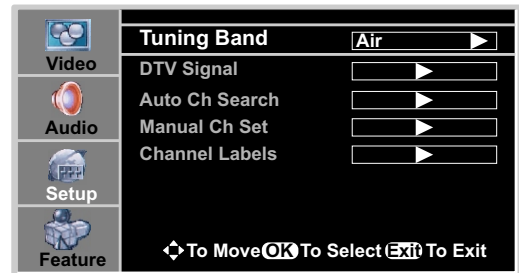 Video
Audio
Setup
Feature
Tuning Band Air
DTV Signal
Auto Ch Search
Manual Ch Set
Channel Labels
To Move OK To Select Exit To Exit